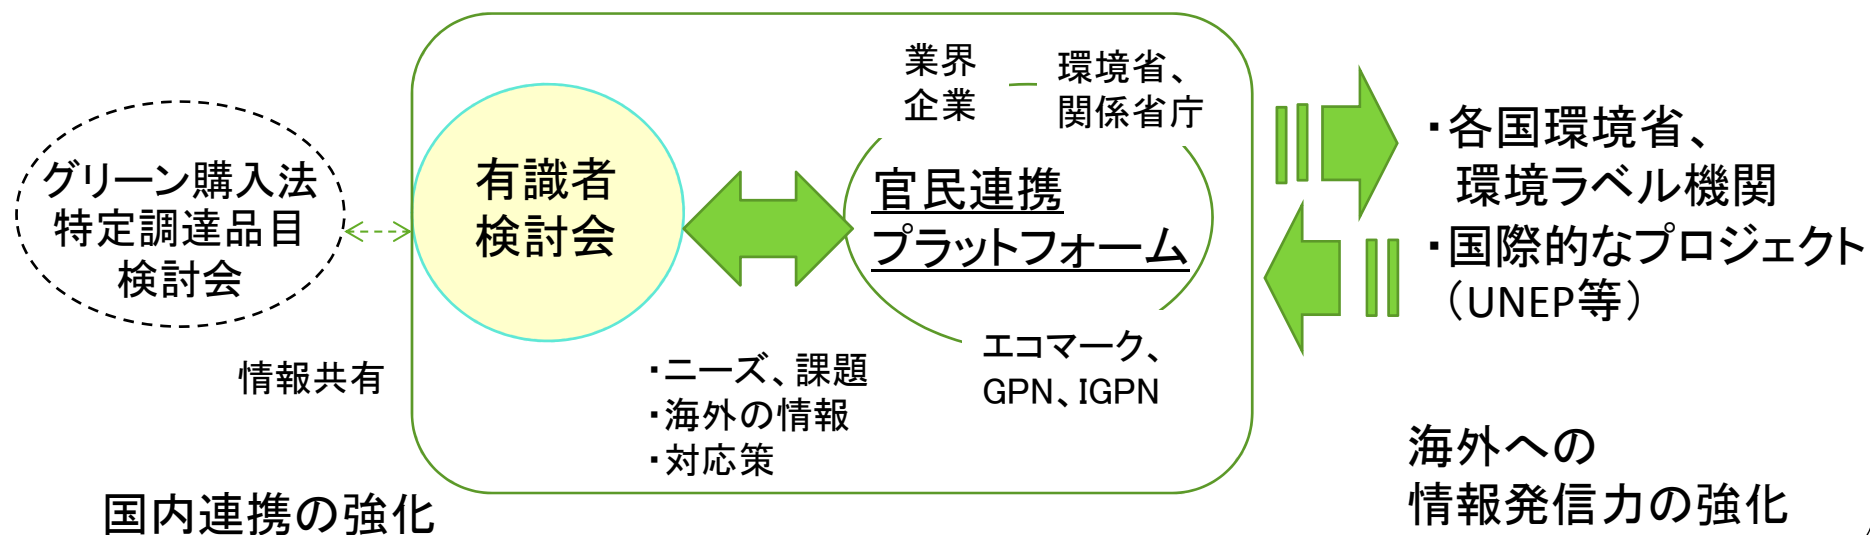 グリーン購入法
特定調達品目
検討会
情報共有
国内連携の強化
有識者
検討会
業界
企業
環境省、
関係省庁
官民連携
プラットフォーム
エコマーク、
GPN、IGPN
・ニーズ、課題
・海外の情報
・対応策
・各国環境省、
環境ラベル機関
・国際的なプロジェクト
（UNEP等）
海外への
情報発信力の強化